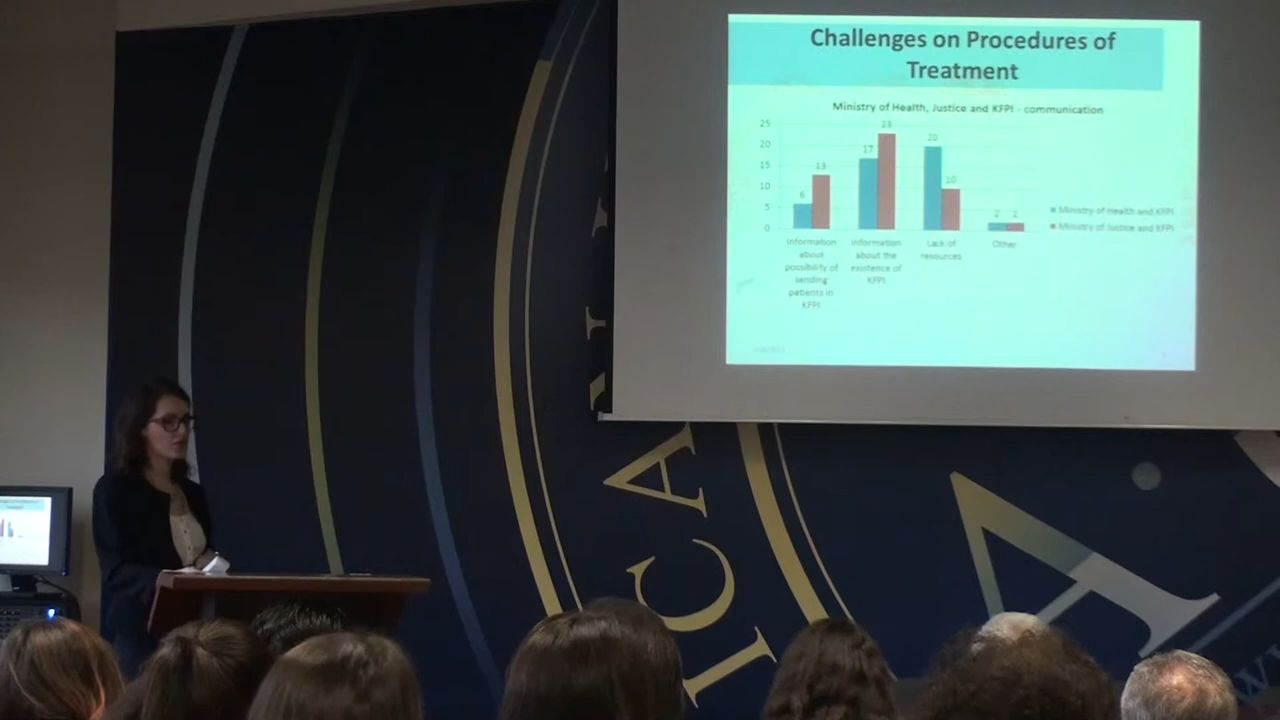 Challenges on Procedures of
Treatment
Ministry of Health, Justice and KFPI - communication
25
20
15
10
5
0
6
13
17
23
20
10
2
2
Information
about
possibility of
sending
patients in
KFPI
Information
about the
existence of
KFPI
Lack of
resources
Other
Ministry of Health and KFPI
Ministry of Justice and KFPI
ICA
A